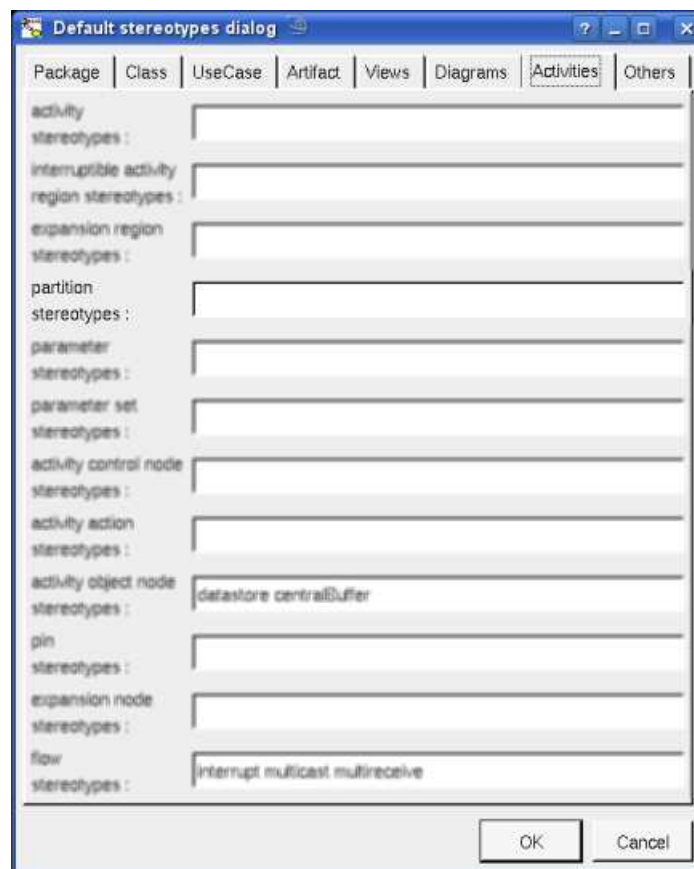 Default stereotypes dialog
Package Class UseCase Artifact Views Diagrams Activities Others
activity
stereotypes :
interruptible activity
region stereotypes :
expansion region
stereotypes :
partition
stereotypes :
parameter
stereotypes :
parameter set
stereotypes :
activity control node
stereotypes :
activity action
stereotypes :
activity object node
stereotypes :
datastore centralBuffer
pin
stereotypes :
expansion node
stereotypes :
flow
stereotypes :
interrupt multicast multireceive
OK Cancel